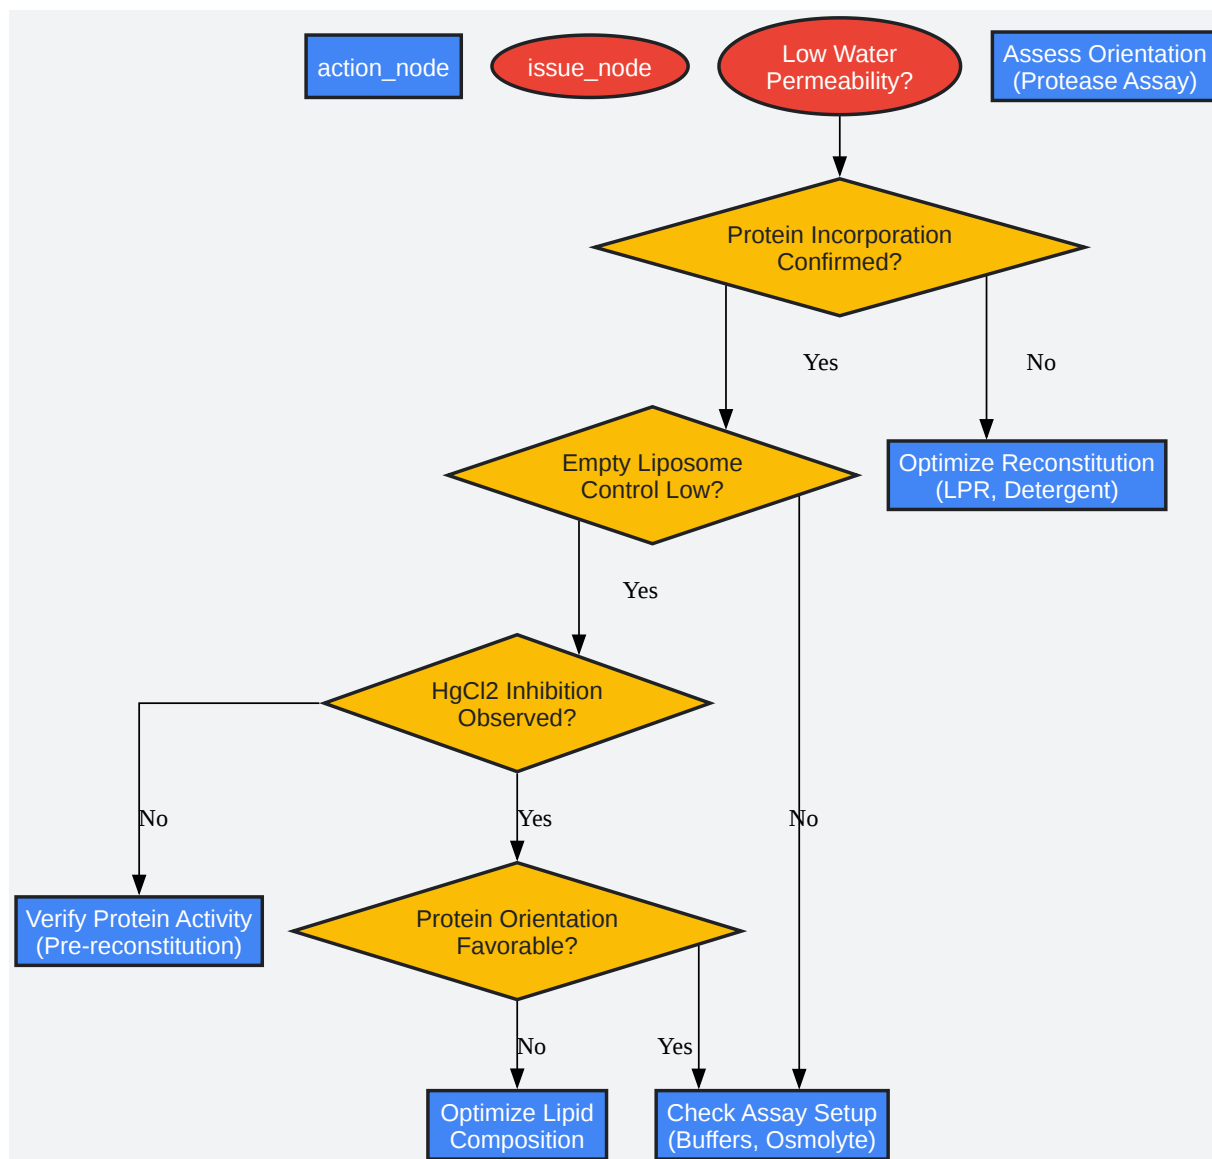 action_node
issue_node
Low Water
Permeability?
Assess Orientation
(Protease Assay)
Protein Incorporation
Confirmed?
Yes
No
Empty Liposome
Control Low?
Optimize Reconstitution
(LPR, Detergent)
Yes
HgCl2 Inhibition
Observed?
No
Yes
No
Verify Protein Activity
(Pre-reconstitution)
Protein Orientation
Favorable?
No
Yes
Optimize Lipid
Composition
Check Assay Setup
(Buffers, Osmolyte)